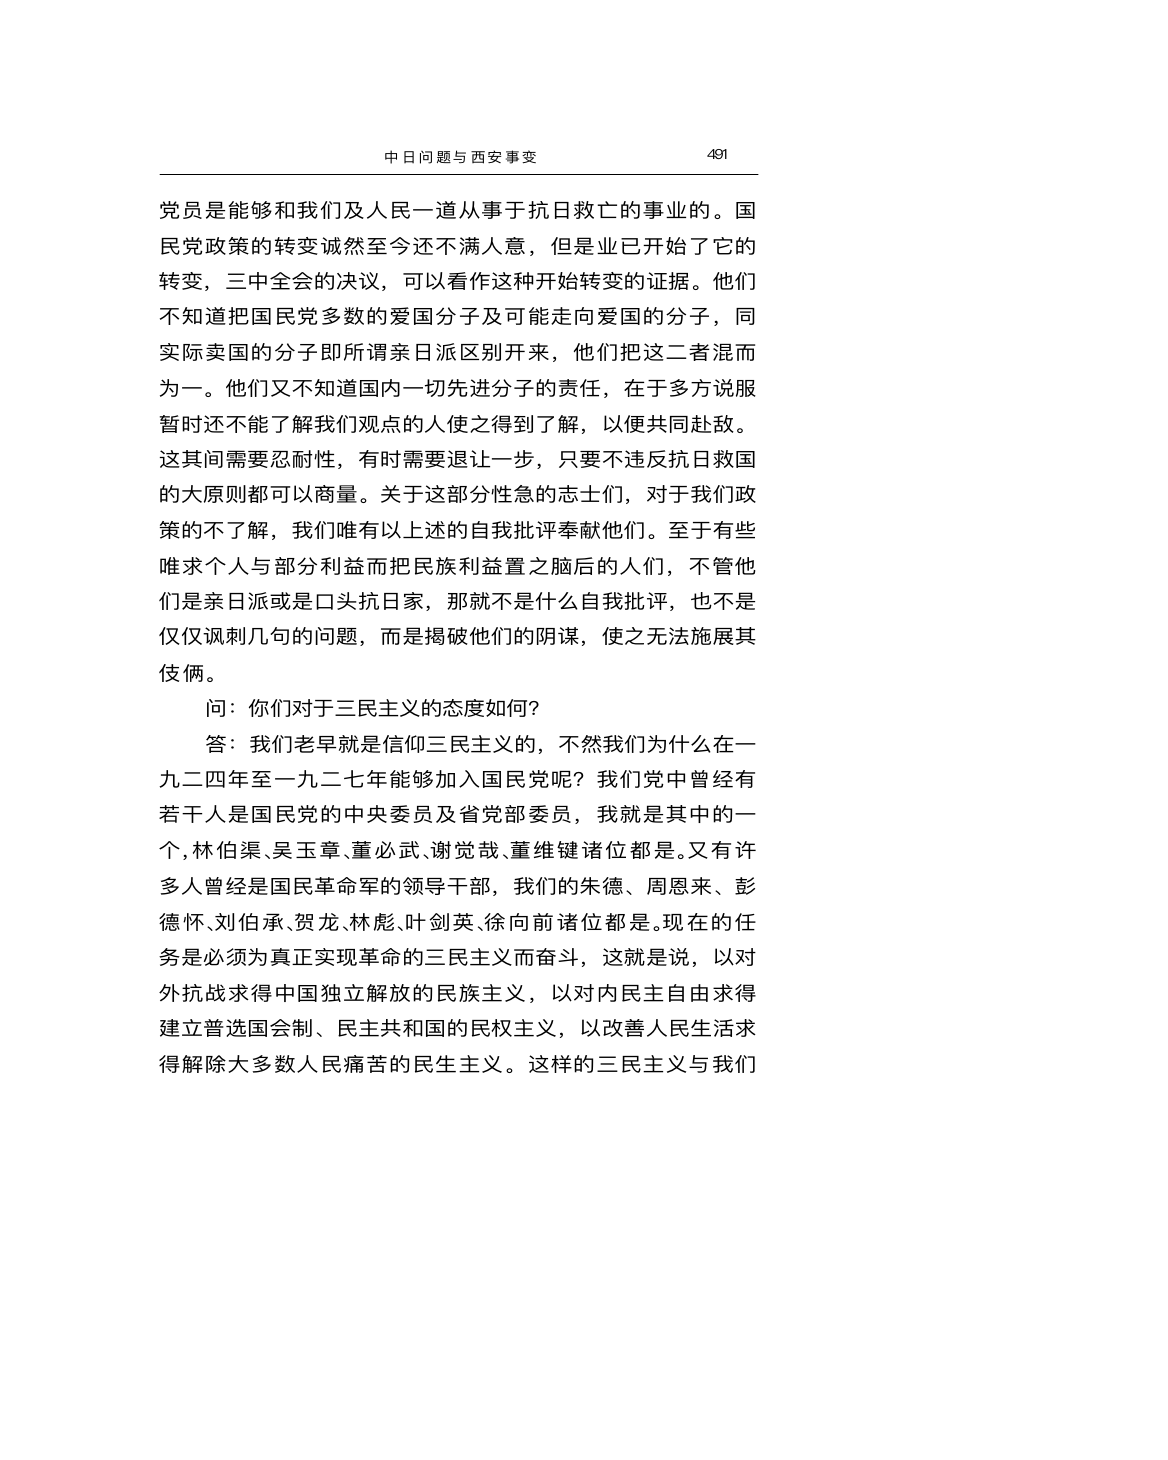 中日问题与西安事变 491
党员是能够和我们及人民一道从事于抗日救亡的事业的。国
民党政策的转变诚然至今还不满人意，但是业已开始了它的
转变，三中全会的决议，可以看作这种开始转变的证据。他们
不知道把国民党多数的爱国分子及可能走向爱国的分子，同
实际卖国的分子即所谓亲日派区别开来，他们把这二者混而
为一。他们又不知道国内一切先进分子的责任，在于多方说服
暂时还不能了解我们观点的人使之得到了解，以便共同赴敌。
这其间需要忍耐性，有时需要退让一步，只要不违反抗日救国
的大原则都可以商量。关于这部分性急的志士们，对于我们政
策的不了解，我们唯有以上述的自我批评奉献他们。至于有些
唯求个人与部分利益而把民族利益置之脑后的人们，不管他
们是亲日派或是口头抗日家，那就不是什么自我批评，也不是
仅仅讽刺几句的问题，而是揭破他们的阴谋，使之无法施展其
伎俩。
问：你们对于三民主义的态度如何？
答：我们老早就是信仰三民主义的，不然我们为什么在一
九二四年至一九二七年能够加入国民党呢？我们党中曾经有
若干人是国民党的中央委员及省党部委员，我就是其中的一
个，林伯渠、吴玉章、董必武、谢觉哉、董维键诸位都是。又有许
多人曾经是国民革命军的领导干部，我们的朱德、周恩来、彭
德怀、刘伯承、贺龙、林彪、叶剑英、徐向前诸位都是。现在的任
务是必须为真正实现革命的三民主义而奋斗，这就是说，以对
外抗战求得中国独立解放的民族主义，以对内民主自由求得
建立普选国会制、民主共和国的民权主义，以改善人民生活求
得解除大多数人民痛苦的民生主义。这样的三民主义与我们